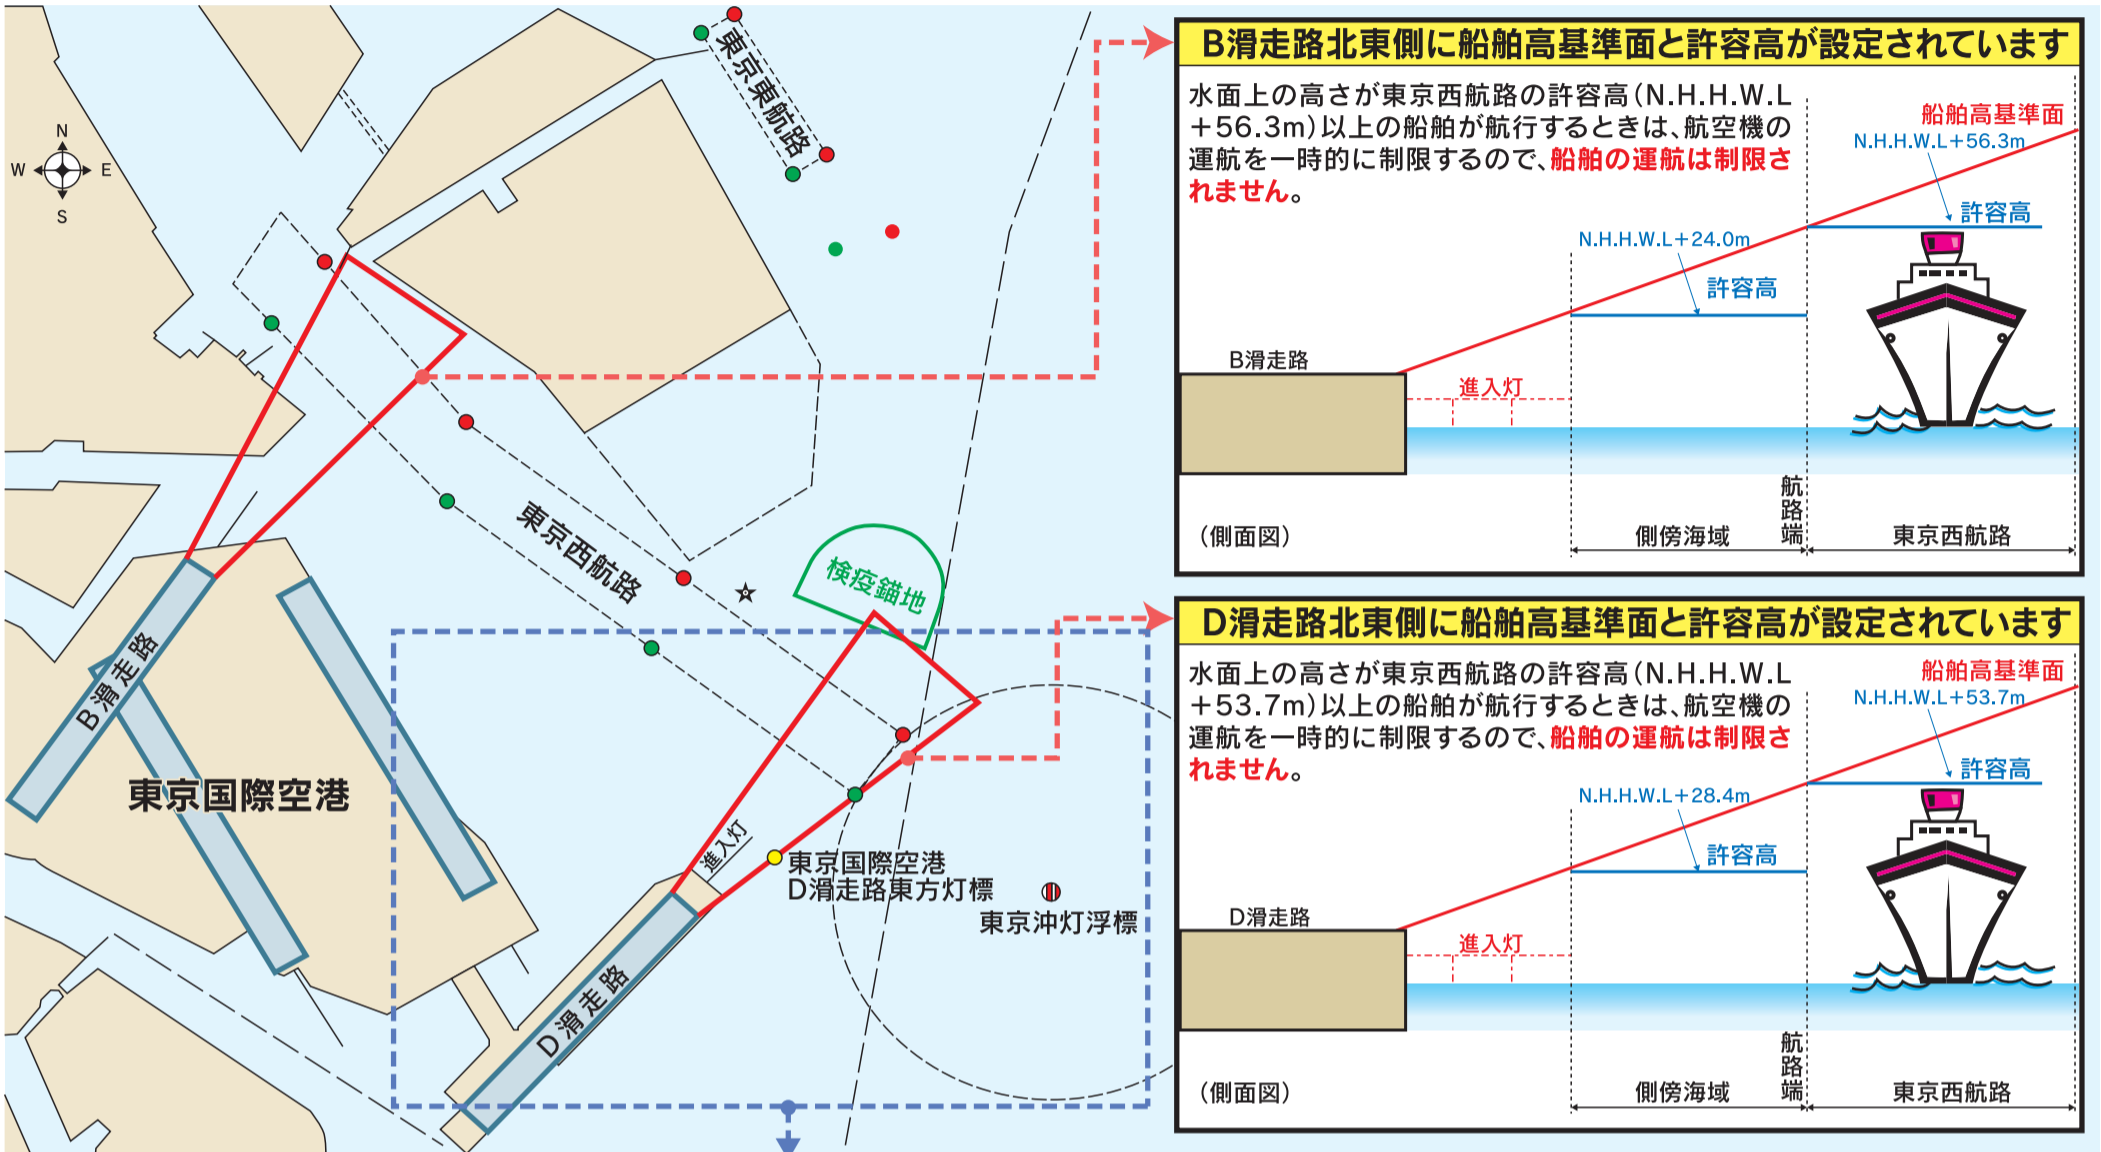 東京東航路
N
W
E
S
東京西航路
検疫錨地
B滑走路
東京国際空港
進入灯
東京国際空港
D滑走路東方灯標
東京沖灯浮標
D滑走路
B滑走路北東側に船舶高基準面と許容高が設定されています
水面上の高さが東京西航路の許容高(N.H.H.W.L
+56.3m)以上の船舶が航行するときは、航空機の
運航を一時的に制限するので、船舶の運航は制限さ
れません。
船舶高基準面
N.H.H.W.L+56.3m
許容高
N.H.H.W.L+24.0m
許容高
B滑走路
進入灯
航路端
(側面図)
側傍海域
東京西航路
D滑走路北東側に船舶高基準面と許容高が設定されています
水面上の高さが東京西航路の許容高(N.H.H.W.L
+53.7m)以上の船舶が航行するときは、航空機の
運航を一時的に制限するので、船舶の運航は制限さ
れません。
船舶高基準面
N.H.H.W.L+53.7m
許容高
N.H.H.W.L+28.4m
許容高
D滑走路
進入灯
航路端
(側面図)
側傍海域
東京西航路